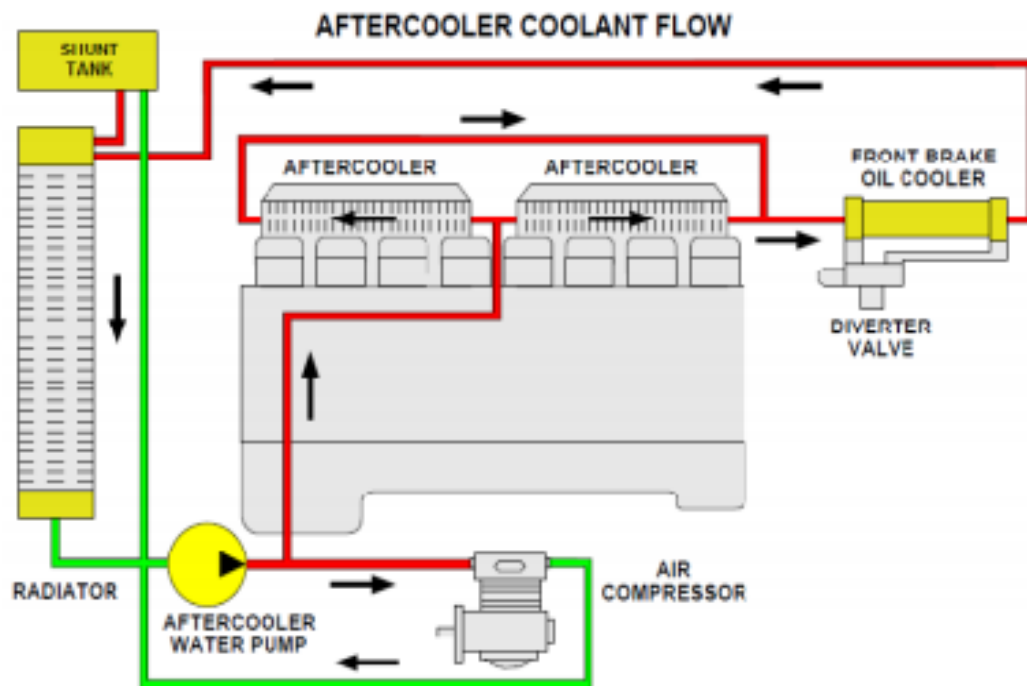 AFTERCOOLER COOLANT FLOW
SHUNT
TANK
AFTERCOOLER
AFTERCOOLER
FRONT BRAKE
OIL COOLER
DIVERTER
VALVE
RADIATOR
AFTERCOOLER
WATER PUMP
AIR
COMPRESSOR